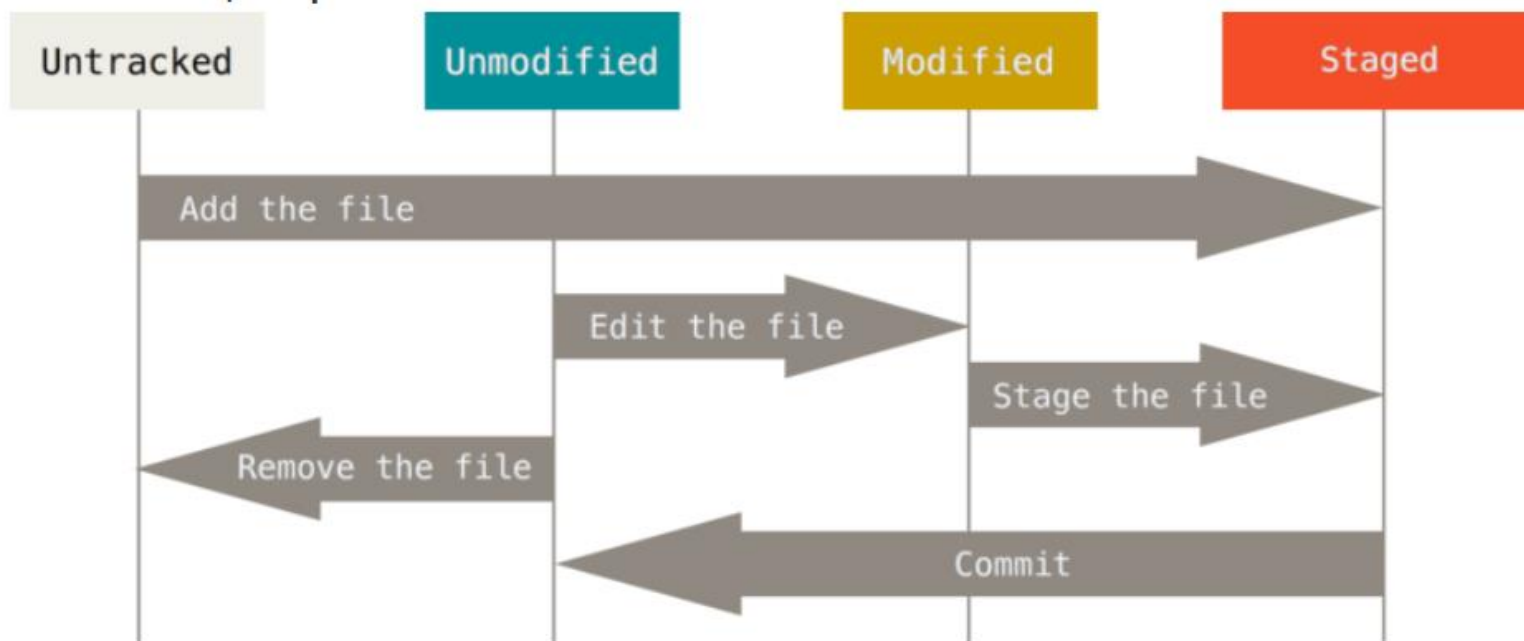 Untracked
Unmodified
Modified
Staged
Add the file
Edit the file
Stage the file
Remove the file
Commit